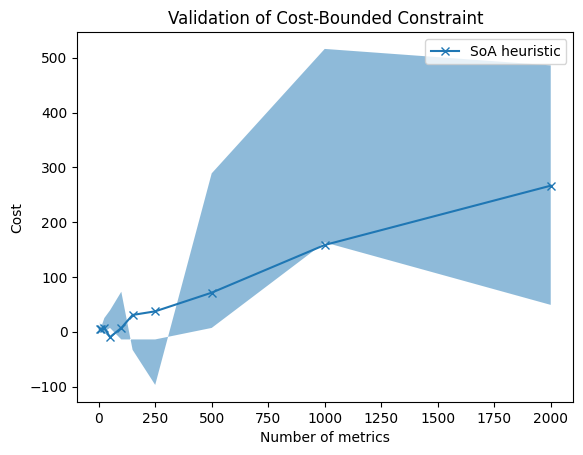 Validation of Cost-Bounded Constraint
SoA heuristic
Cost
500
400
300
200
100
0
−100
0 250 500 750 1000 1250 1500 1750 2000
Number of metrics